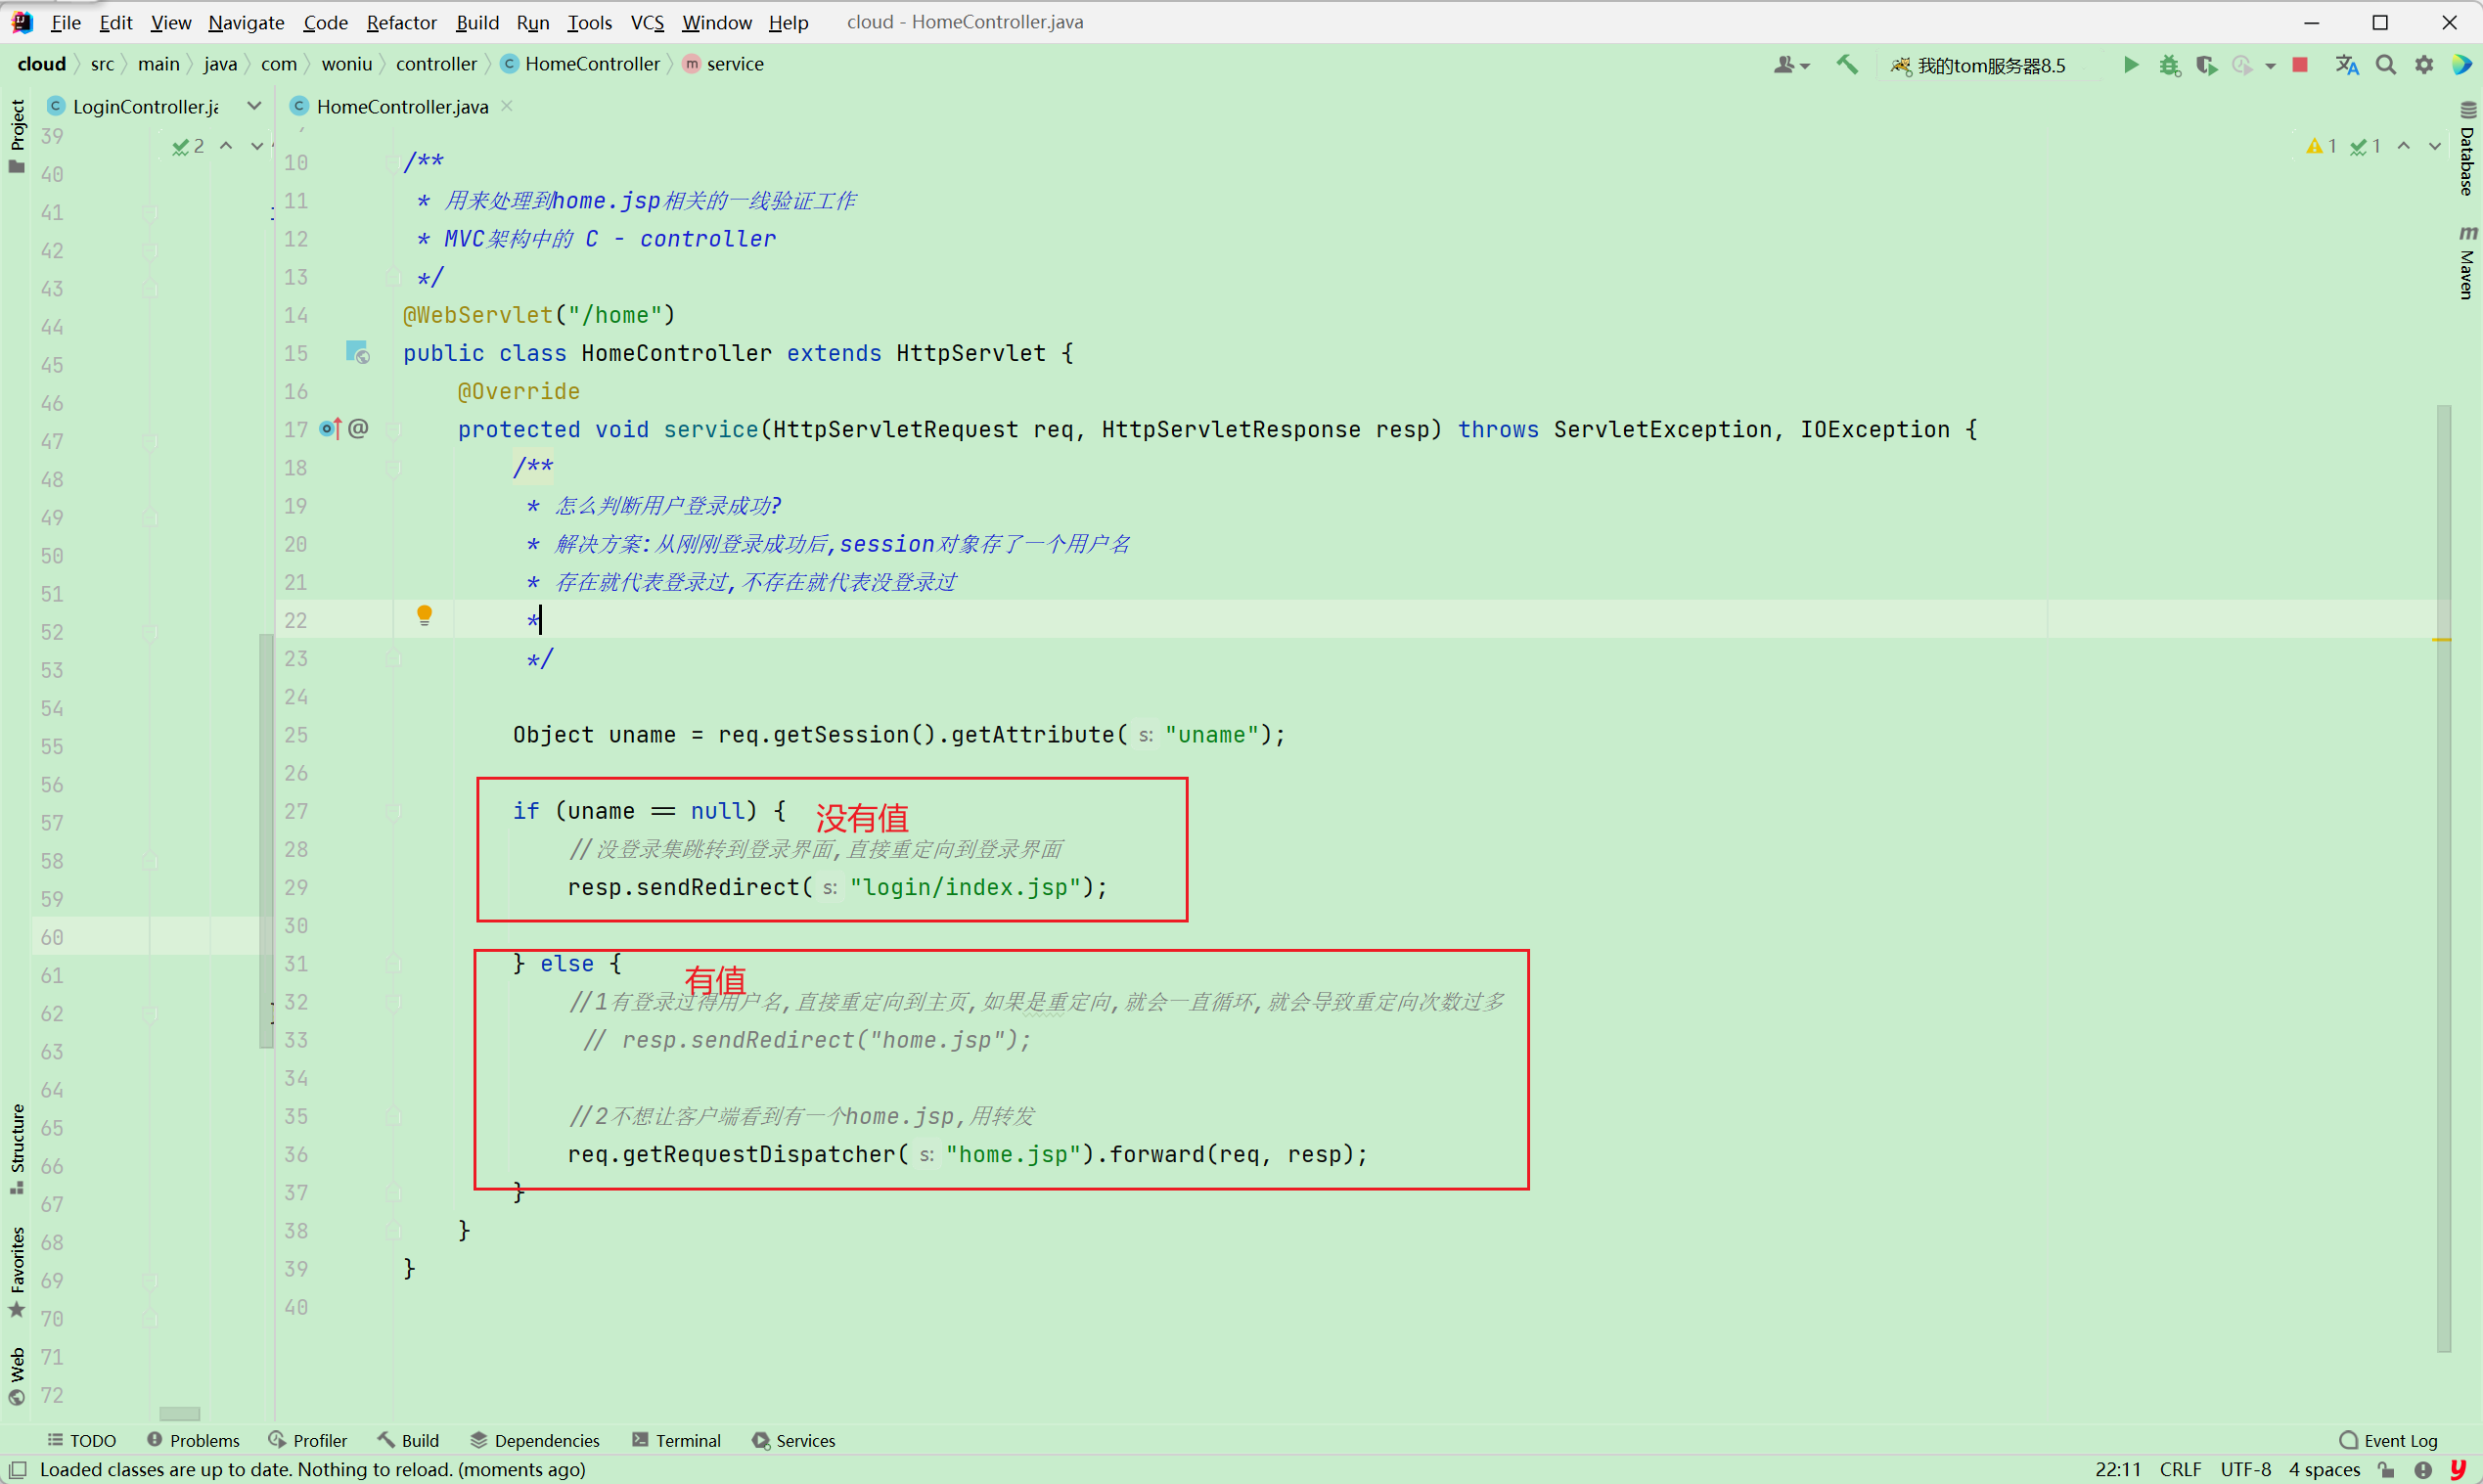 File Edit View Navigate Code Refactor Build Run Tools VCS Window Help cloud - HomeController.java
cloud src main java com woniu controller HomeController service 我的tom服务器8.5
LoginController.ja HomeController.java
Project
Structure
Favorites
Web
Database
Maven
2
1 1
39
40
41
42
43
44
45
46
47
48
49
50
51
52
53
54
55
56
57
58
59
60
61
62
63
64
65
66
67
68
69
70
71
72
10 /**
11 * 用来处理到home.jsp相关的一线验证工作
12 * MVC架构中的 C - controller
13 */
14 @WebServlet("/home")
15 public class HomeController extends HttpServlet {
16 @Override
17 protected void service(HttpServletRequest req, HttpServletResponse resp) throws ServletException, IOException {
18 /**
19 * 怎么判断用户登录成功?
20 * 解决方案:从刚刚登录成功后,session对象存了一个用户名
21 * 存在就代表登录过,不存在就代表没登录过
22 *
23 */
24
25 Object uname = req.getSession().getAttribute( s: "uname");
26
27 if (uname == null) { 没有值
28 //没登录集跳转到登录界面,直接重定向到登录界面
29 resp.sendRedirect( s: "login/index.jsp");
30
31 } else { 有值
32 //1有登录过得用户名,直接重定向到主页,如果是重定向,就会一直循环,就会导致重定向次数过多
33 // resp.sendRedirect("home.jsp");
34
35 //2不想让客户端看到有一个home.jsp,用转发
36 req.getRequestDispatcher( s: "home.jsp").forward(req, resp);
37 }
38 }
39 }
40
TODO Problems Profiler Build Dependencies Terminal Services Event Log
Loaded classes are up to date. Nothing to reload. (moments ago) 22:11 CRLF UTF-8 4 spaces